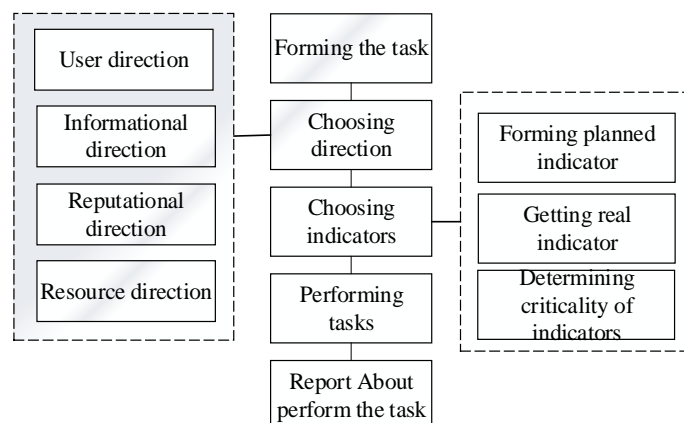 User direction
Informational
direction
Reputational
direction
Resource direction
Forming the task
Choosing
direction
Choosing
indicators
Performing
tasks
Report About
perform the task
Forming planned
indicator
Getting real
indicator
Determining
criticality of
indicators